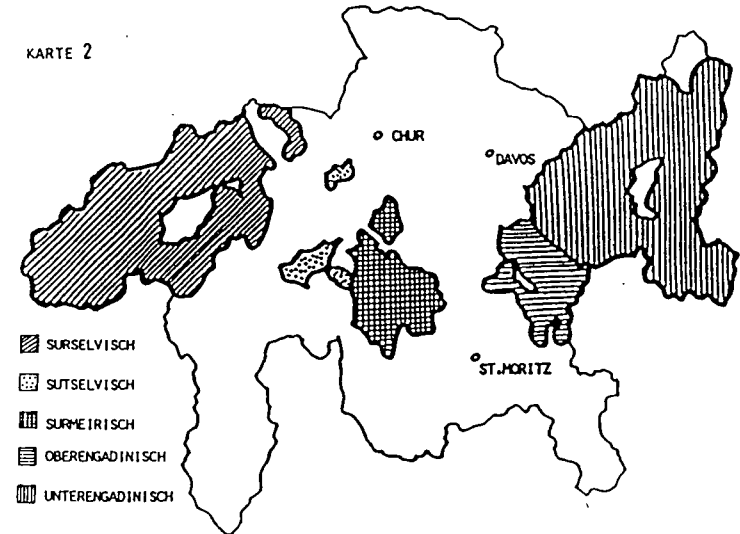 KARTE 2
CHUR
DAVOS
ST.MORITZ
SURSELVISCH
SUTSELVISCH
SURMEIRISCH
OBERENGADINISCH
UNTERENGADINISCH